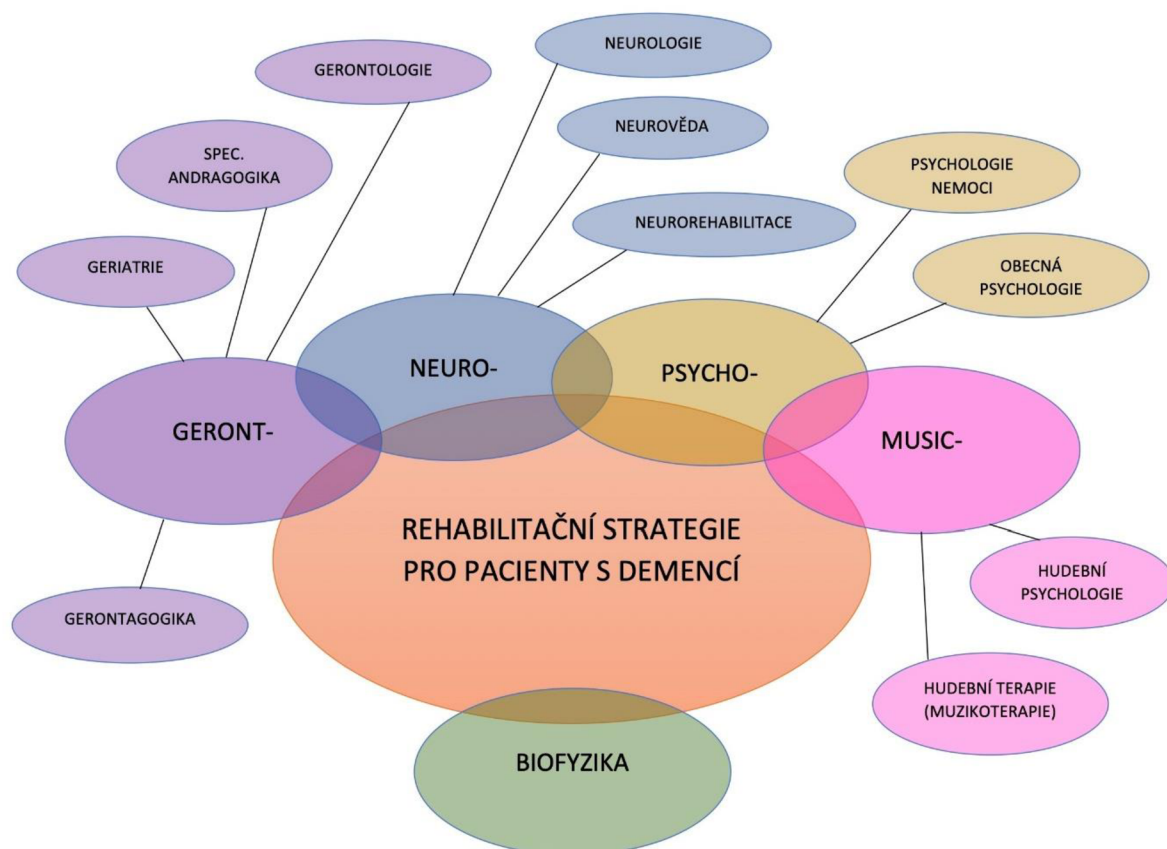 NEUROLOGIE
GERONTOLOGIE
NEUROVĚDA
SPEC.
ANDRAGOGIKA
PSYCHOLOGIE
NEMOCI
NEUROREHABILITACE
GERIATRIE
OBECNÁ
PSYCHOLOGIE
NEURO-
PSYCHO-
GERONT-
MUSIC-
REHABILITAČNÍ STRATEGIE
PRO PACIENTY S DEMENCÍ
HUDEBNÍ
PSYCHOLOGIE
GERONTAGOGIKA
HUDEBNÍ TERAPIE
(MUZIKOTERAPIE)
BIOFYZIKA